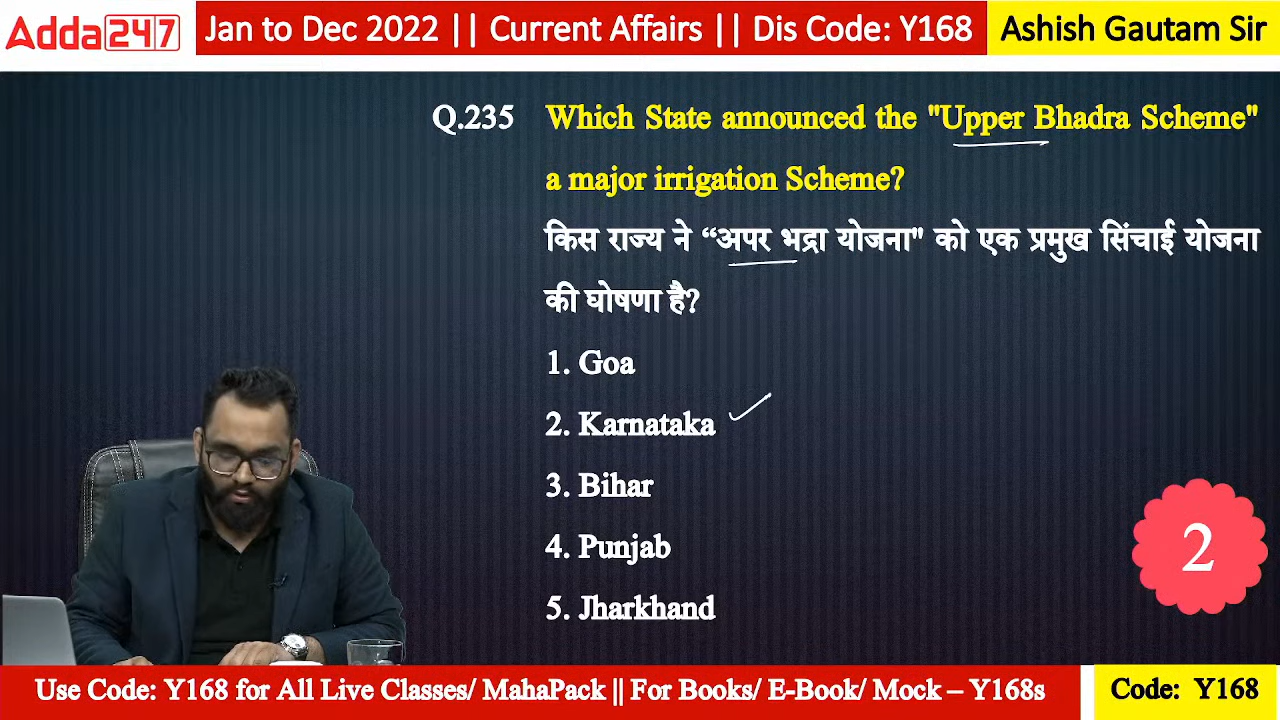 Adda247 Jan to Dec 2022 || Current Affairs || Dis Code: Y168 Ashish Gautam Sir
Q.235 Which State announced the "Upper Bhadra Scheme"
a major irrigation Scheme?
किस राज्य ने “अपर भद्रा योजना" को एक प्रमुख सिंचाई योजना
की घोषणा है?
1. Goa
2. Karnataka
3. Bihar
4. Punjab
5. Jharkhand
2
Use Code: Y168 for All Live Classes/ MahaPack || For Books/ E-Book/ Mock – Y168s Code: Y168